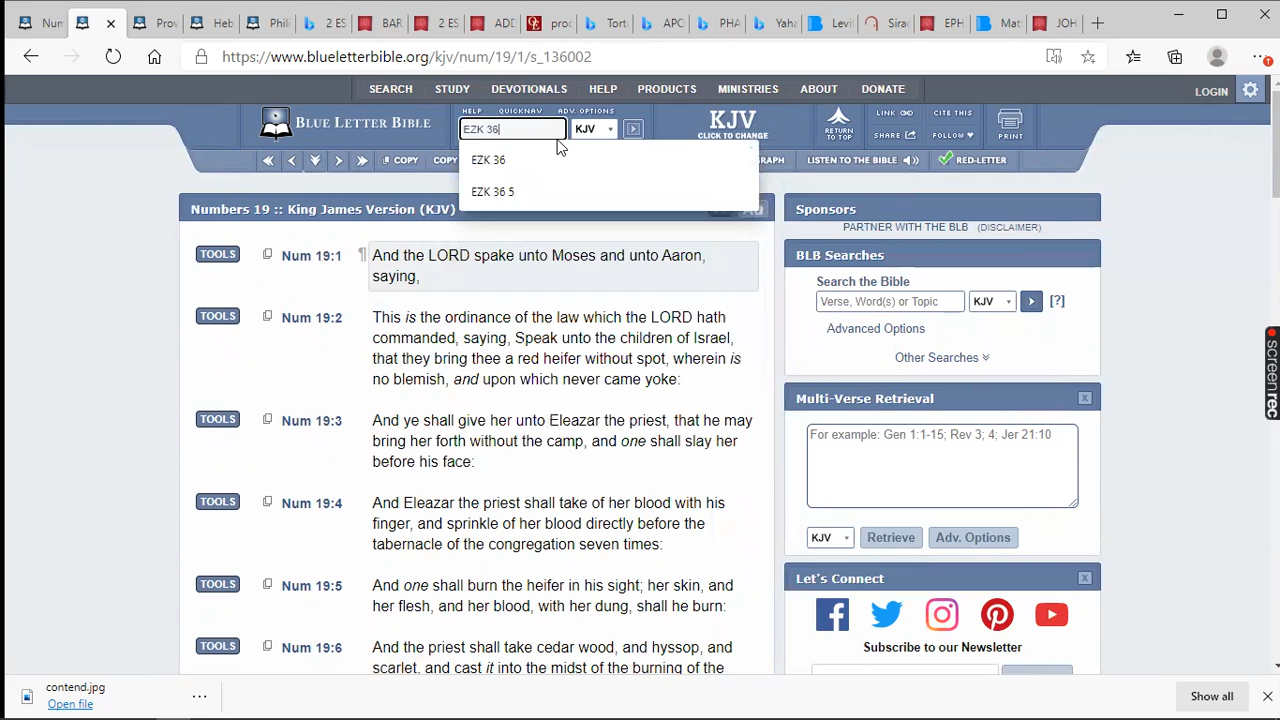 Nun
Prov
Heb
Phili
2 ES
BAR
2 ES
ADD
proc
Torto
APC
PHA
Yaha
Levit
Sirac
EPH
Mat
JOH
https://www.blueletterbible.org/kjv/num/19/1/s_136002
SEARCH STUDY DEVOTIONALS HELP PRODUCTS MINISTRIES ABOUT DONATE
LOGIN
HELP QUICKNAV ADV. OPTIONS
BLUE LETTER BIBLE
EZK 36
KJV
KJV
CLICK TO CHANGE
RETURN
TO TOP
LINK
CITE THIS
SHARE
FOLLOW
PRINT
EZK 36
EZK 36 5
COPY
COP
GRAPH
LISTEN TO THE BIBLE
RED-LETTER
Numbers 19 :: King James Version (KJV)
Aa
TOOLS
Num 19:1
¶
And the LORD spake unto Moses and unto Aaron,
saying,
TOOLS
Num 19:2
This is the ordinance of the law which the LORD hath
commanded, saying, Speak unto the children of Israel,
that they bring thee a red heifer without spot, wherein is
no blemish, and upon which never came yoke:
TOOLS
Num 19:3
And ye shall give her unto Eleazar the priest, that he may
bring her forth without the camp, and one shall slay her
before his face:
TOOLS
Num 19:4
And Eleazar the priest shall take of her blood with his
finger, and sprinkle of her blood directly before the
tabernacle of the congregation seven times:
TOOLS
Num 19:5
And one shall burn the heifer in his sight; her skin, and
her flesh, and her blood, with her dung, shall he burn:
TOOLS
Num 19:6
And the priest shall take cedar wood, and hyssop, and
scarlet, and cast it into the midst of the burning of the
Sponsors
PARTNER WITH THE BLB (DISCLAIMER)
BLB Searches
Search the Bible
Verse, Word(s) or Topic
KJV
[?]
Advanced Options
Other Searches
Multi-Verse Retrieval
X
For example: Gen 1:1-15; Rev 3; 4; Jer 21:10
KJV
Retrieve
Adv. Options
Let's Connect
X
Subscribe to our Newsletter
screenrec
contend.jpg
Open file
Show all